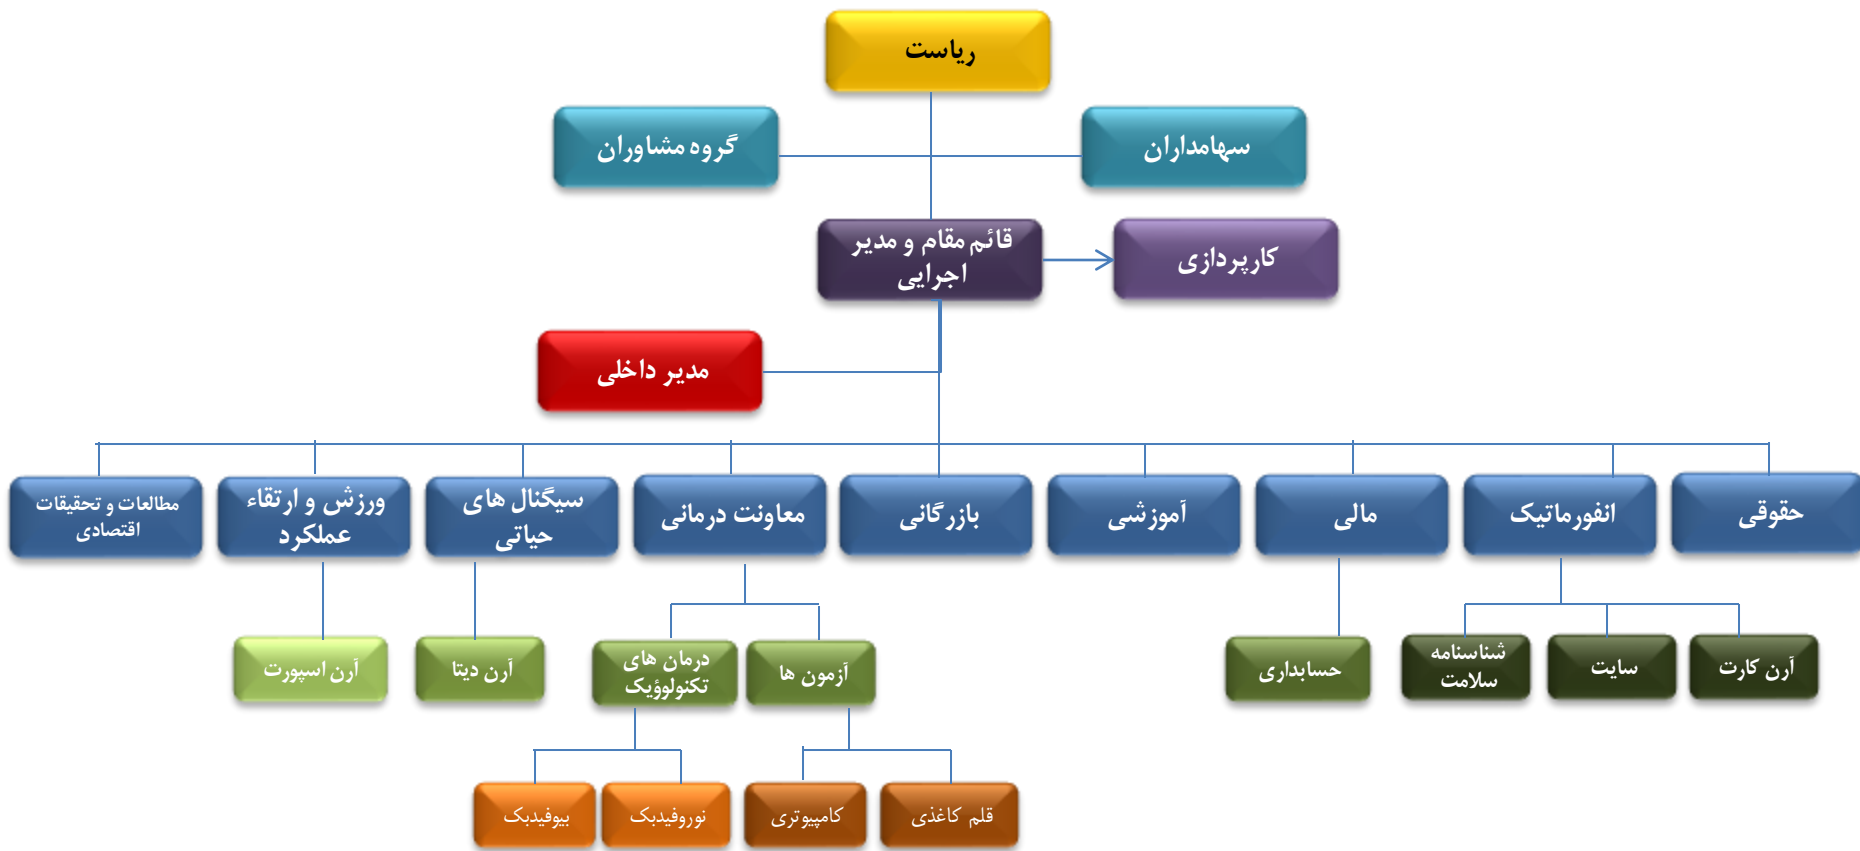 ریاست
سهامداران
گروه مشاوران
قائم مقام و مدیر
اجرایی
کارپردازی
مدیر داخلی
حقوقی
انفورماتیک
مالی
آموزشی
بازرگانی
معاونت درمانی
سیگنال های
حیاتی
ورزش و ارتقاء
عملکرد
مطالعات و تحقیقات
اقتصادی
آرن کارت
سایت
شناسنامه
سلامت
حسابداری
آزمون ها
درمان های
تکنولوؤیک
آرن دیتا
آرن اسپورت
قلم کاغذی
کامپیوتری
نوروفیدبک
بیوفیدبک